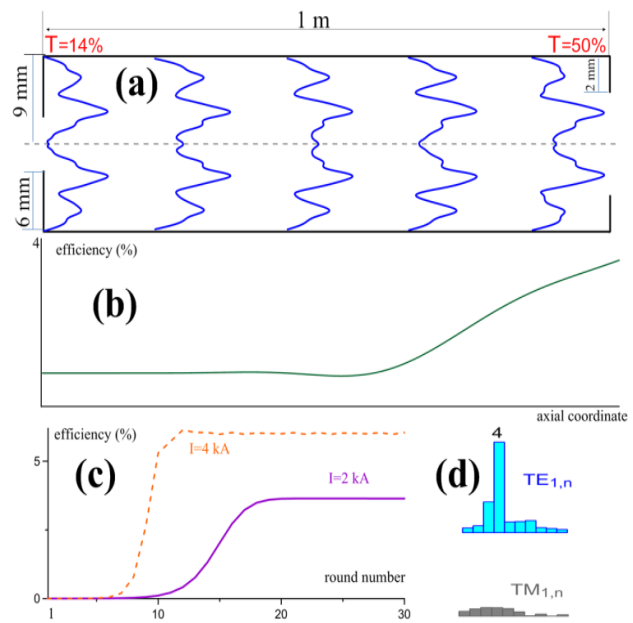 1 m
T=14%
T=50%
(a)
9 mm
2 mm
6 mm
4
efficiency (%)
(b)
axial coordinate
efficiency (%)
4
I=4 kA
(c)
(d)
5
TE1,n
I=2 kA
round number
TM1,n
0
1
10
20
30